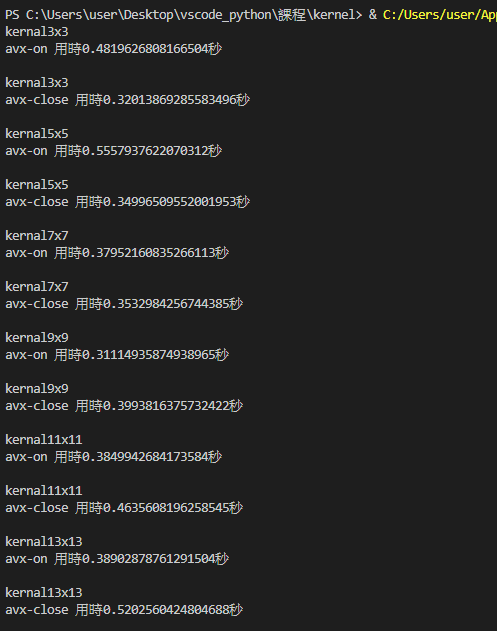 PS C:\Users\user\Desktop\vscode_python\課程\kernel> & C:/Users/user/Ap
kernal3x3
avx-on 用時0.4819626808166504秒
kernal3x3
avx-close 用時0.32013869285583496秒
kernal5x5
avx-on 用時0.5557937622070312秒
kernal5x5
avx-close 用時0.34996509552001953秒
kernal7x7
avx-on 用時0.37952160835266113秒
kernal7x7
avx-close 用時0.3532984256744385秒
kernal9x9
avx-on 用時0.31114935874938965秒
kernal9x9
avx-close 用時0.3993816375732422秒
kernal11x11
avx-on 用時0.3849942684173584秒
kernal11x11
avx-close 用時0.4635608196258545秒
kernal13x13
avx-on 用時0.38902878761291504秒
kernal13x13
avx-close 用時0.5202560424804688秒